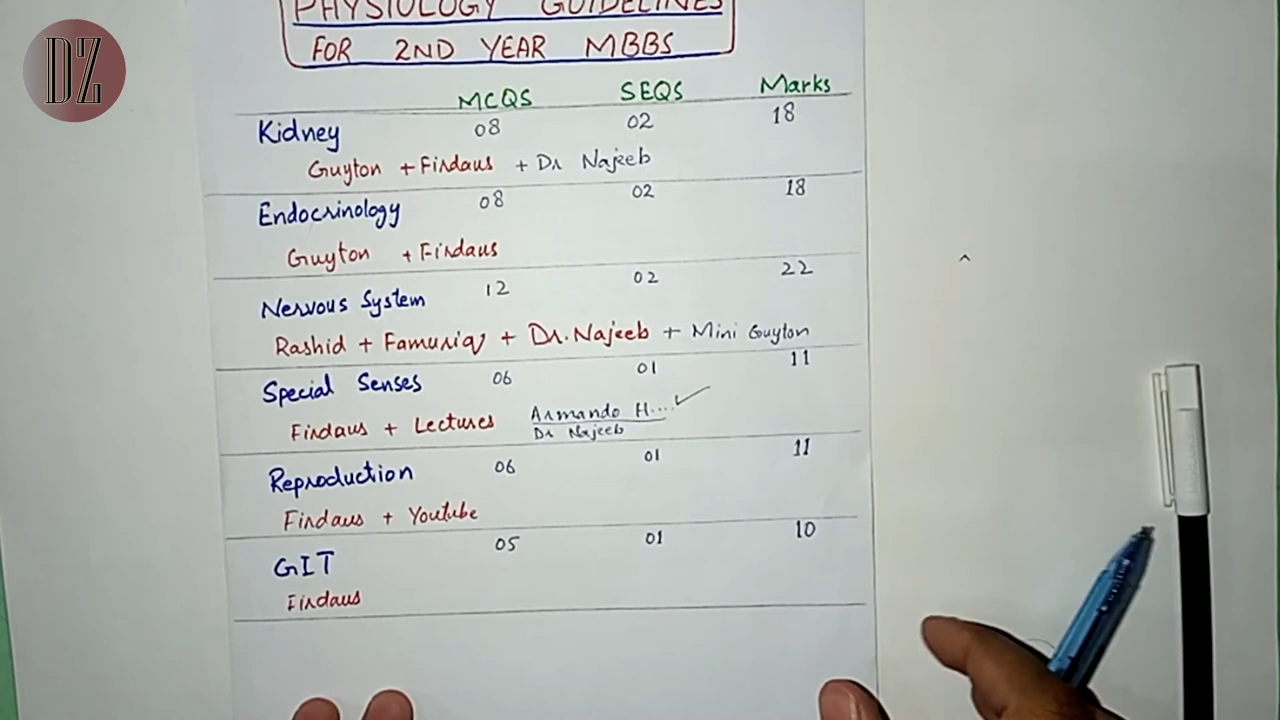 DZ
PHYSIOLOGY GUIDELINES
FOR 2ND YEAR MBBS
MCQS SEQS Marks
Kidney 08 02 18
Guyton + Firdaus + Dr Najeeb
Endocrinology 08 02 18
Guyton + Firdaus
Nervous System 12 02 22
Rashid + Famuriq + Dr. Najeeb + Mini Guyton
Special Senses 06 01 11
Firdaus + Lectures Armando H....
Dr Najeeb
Reproduction 06 01 11
Firdaus + Youtube
GIT 05 01 10
Firdaus